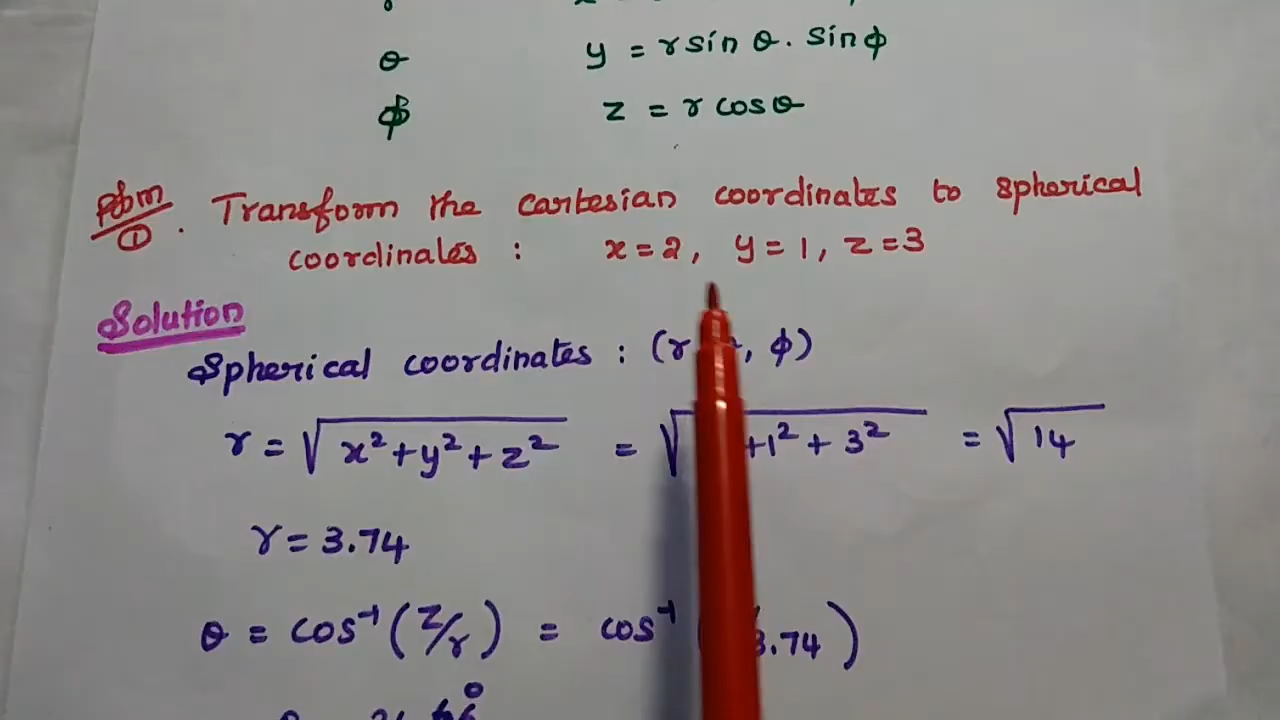 θ y = r sin θ . sin ϕ
ϕ z = r cos θ
Pbm ①. Transform the cartesian coordinates to spherical
coordinates : x = 2, y = 1, z = 3
Solution
Spherical coordinates : (r , ϕ)
r = √x²+y²+z² = √ +1² + 3² = √14
r = 3.74
θ = cos⁻¹ (z/r) = cos⁻¹ ( 3.74 )